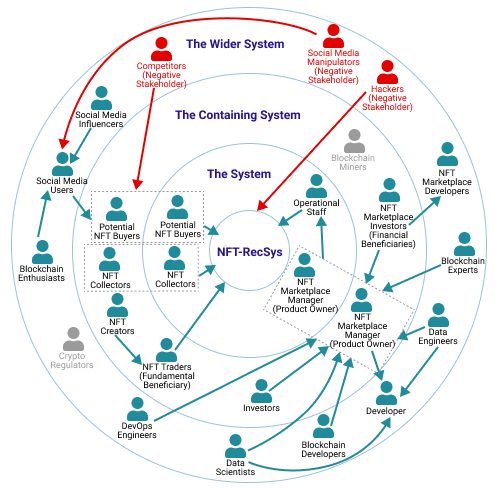 The Wider System
Social Media
Manipulators
(Negative
Stakeholder)
Competitors
(Negative
Stakeholder)
Hackers
(Negative
Stakeholder)
Social Media
Influencers
The Containing System
Blockchain
Miners
NFT
Marketplace
Developers
The System
Social Media
Users
Potential
NFT Buyers
Potential
NFT Buyers
Operational
Staff
NFT
Marketplace
Investors
(Financial
Beneficiaries)
NFT-RecSys
Blockchain
Enthusiasts
NFT
Collectors
NFT
Collectors
NFT
Marketplace
Manager
(Product Owner)
Blockchain
Experts
NFT
Creators
NFT
Marketplace
Manager
(Product Owner)
Data
Engineers
Crypto
Regulators
NFT Traders
(Fundamental
Beneficiary)
Investors
Developer
DevOps
Engineers
Blockchain
Developers
Data
Scientists